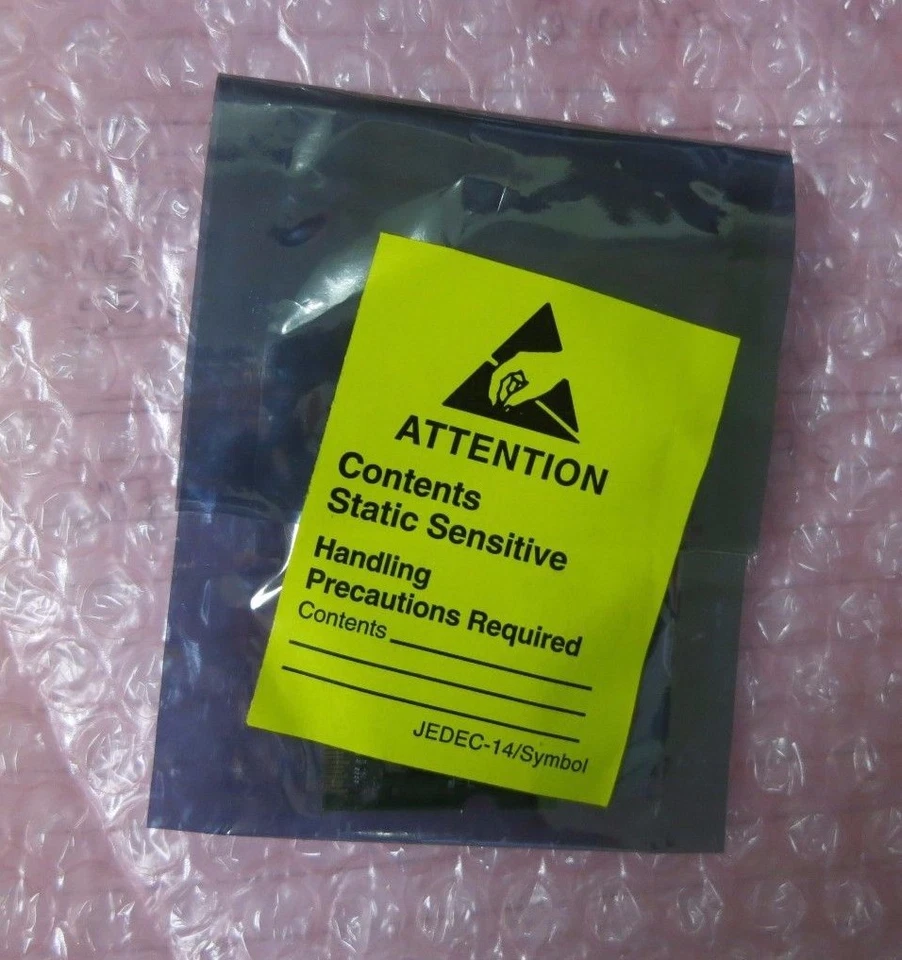 ATTENTION
Contents
Static Sensitive
Handling
Precautions Required
Contents
JEDEC-14/Symbol